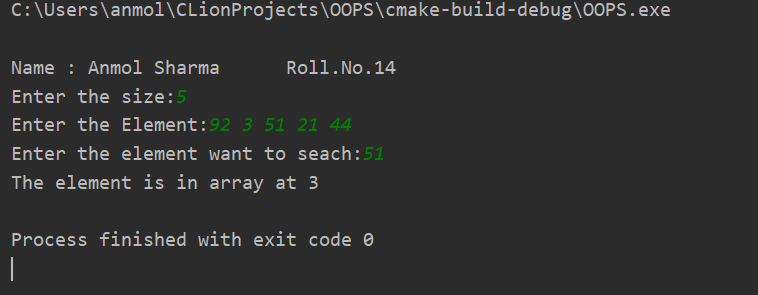 C:\Users\anmol\CLionProjects\OOPS\cmake-build-debug\OOPS.exe
Name : Anmol Sharma      Roll.No.14
Enter the size:5
Enter the Element:92 3 51 21 44
Enter the element want to seach:51
The element is in array at 3
Process finished with exit code 0